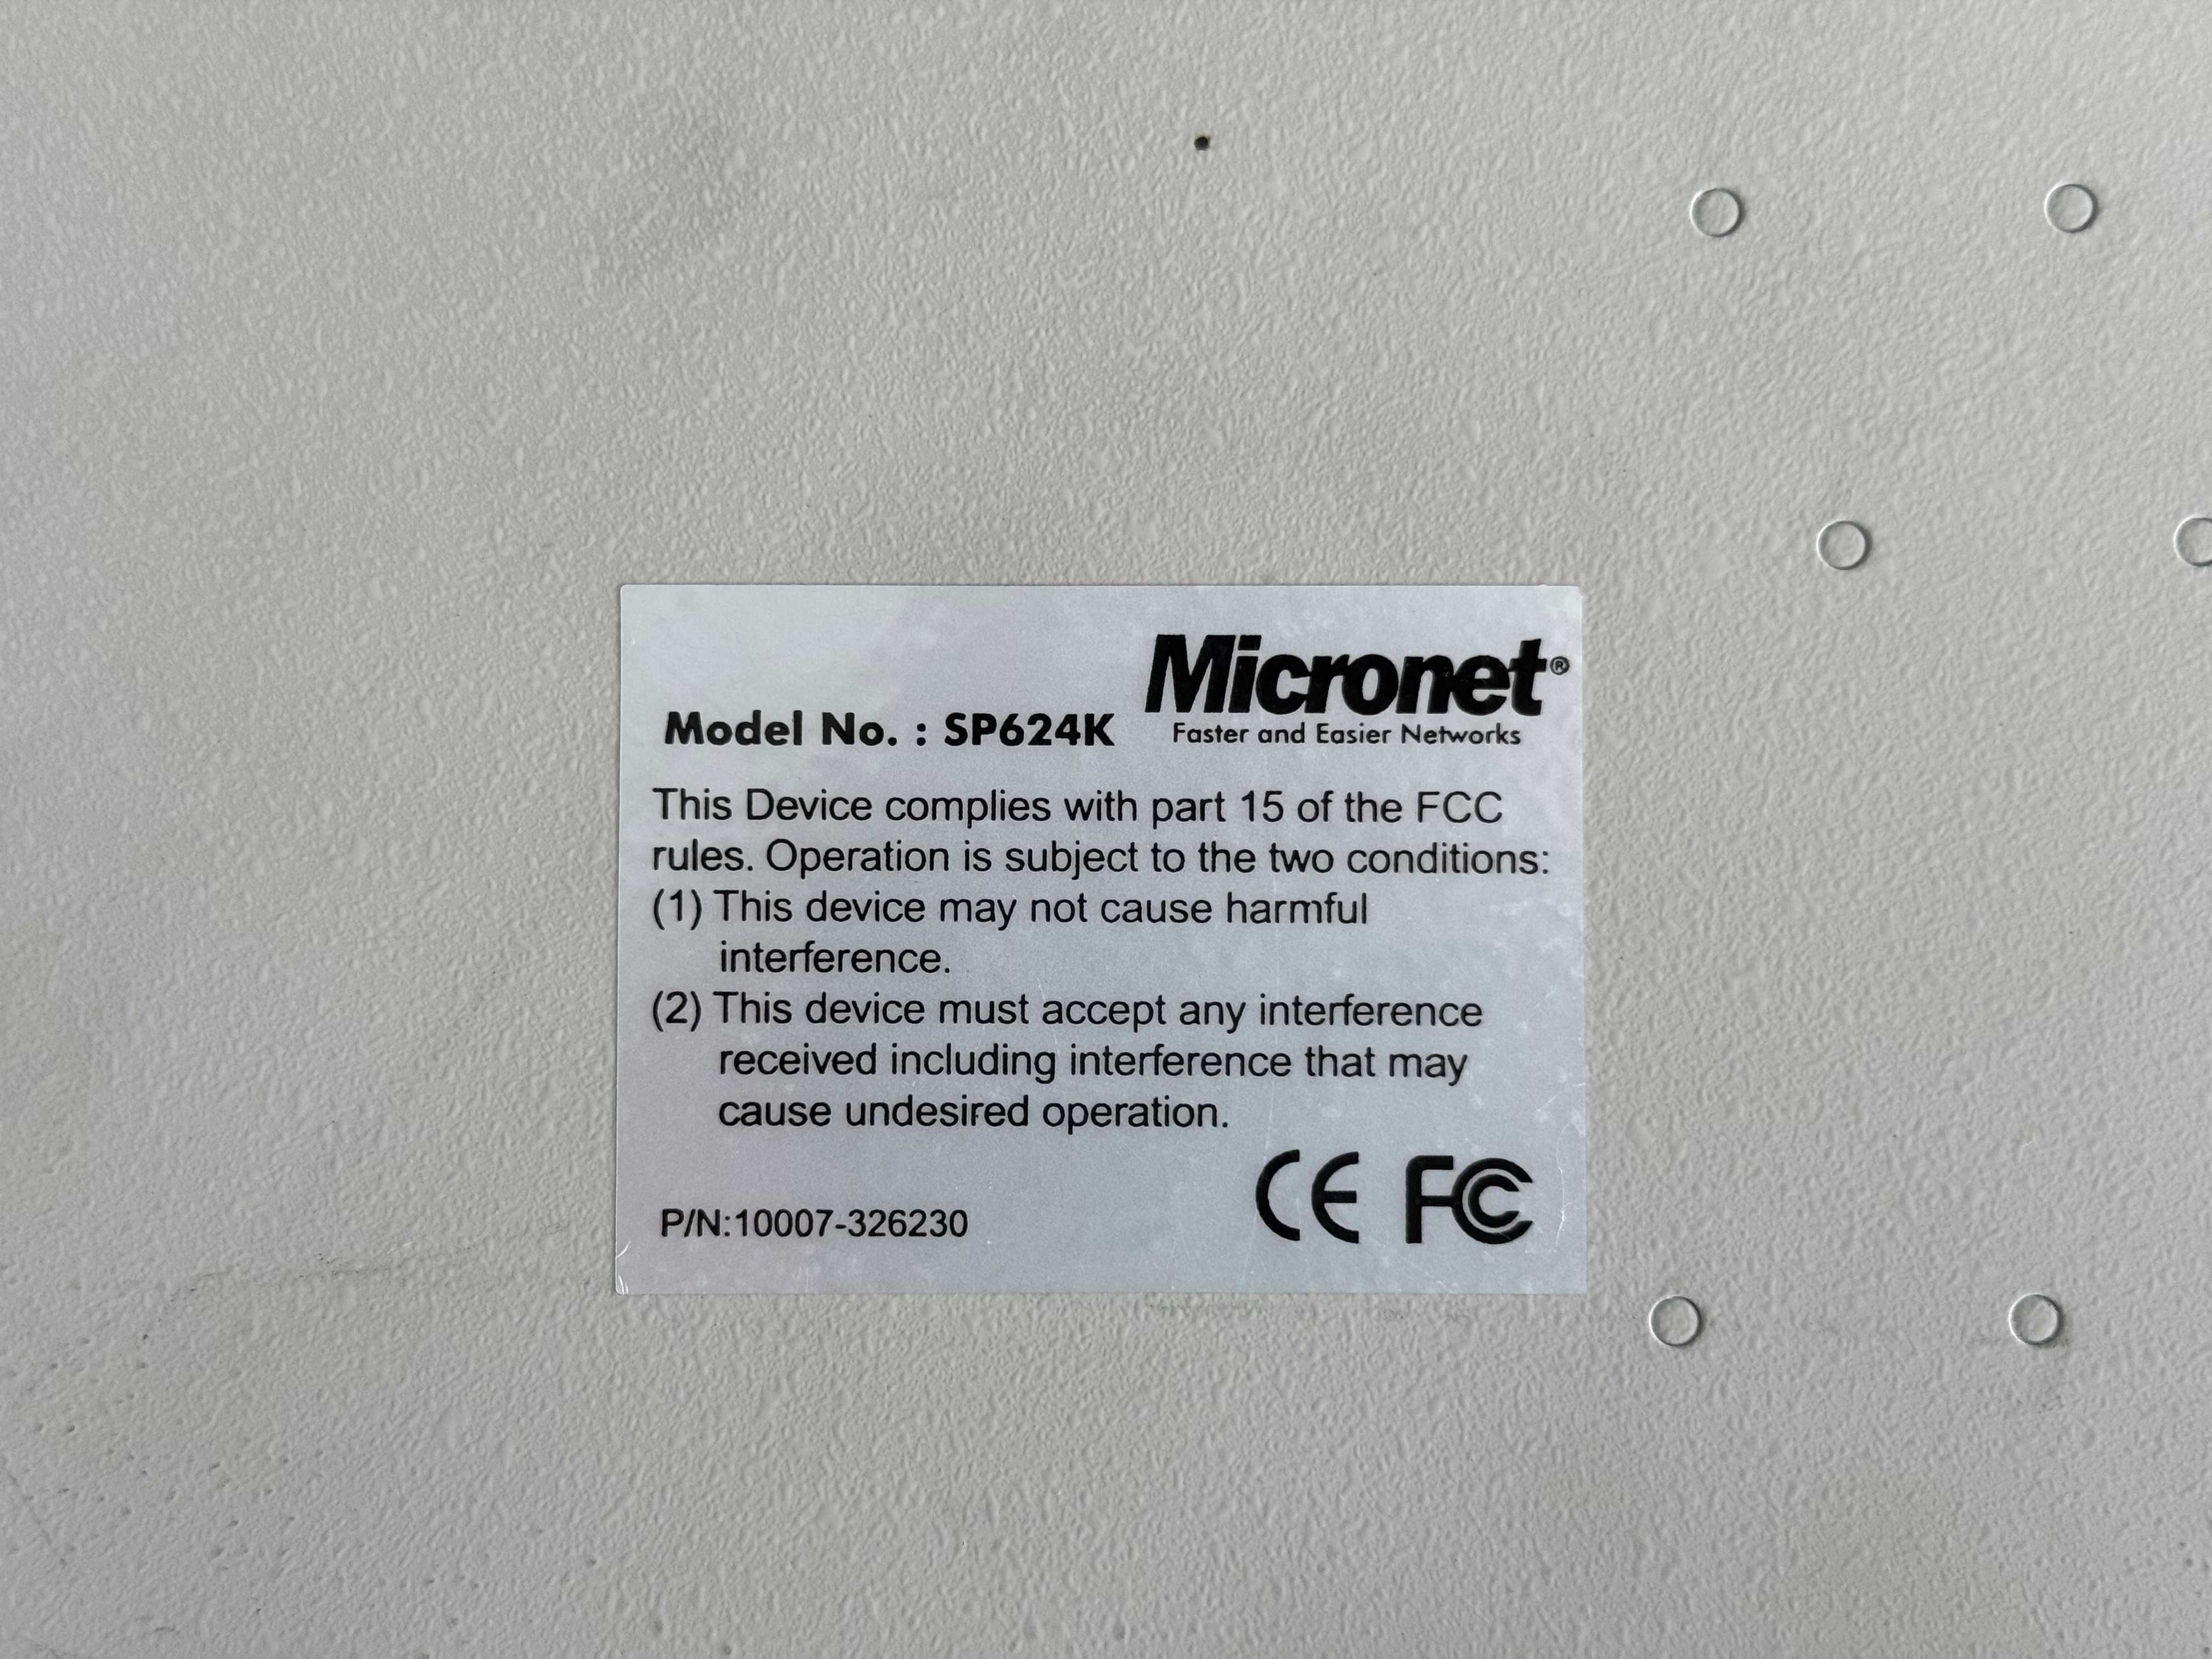 Micronet®
Model No. : SP624K
Faster and Easier Networks
This Device complies with part 15 of the FCC
rules. Operation is subject to the two conditions:
(1) This device may not cause harmful
interference.
(2) This device must accept any interference
received including interference that may
cause undesired operation.
P/N:10007-326230
CE FC